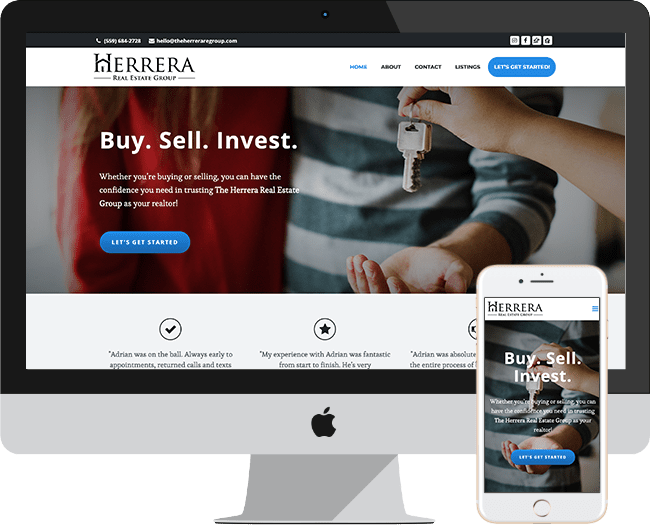 (559) 684-2728 hello@theherreraregroup.com
HERRERA
REAL ESTATE GROUP
HOME ABOUT CONTACT LISTINGS LET'S GET STARTED!
Buy. Sell. Invest.
Whether you're buying or selling, you can have the
confidence you need in trusting The Herrera Real Estate
Group as your realtor!
LET'S GET STARTED
"Adrian was on the ball. Always early to
appointments, returned calls and texts
"My experience with Adrian was fantastic
from start to finish. He's very
"Adrian was absolute
the entire process of
HERRERA
REAL ESTATE GROUP
Buy. Sell.
Invest.
Whether you're buying or selling, you can
have the confidence you need in trusting
The Herrera Real Estate Group as your
realtor!
LET'S GET STARTED